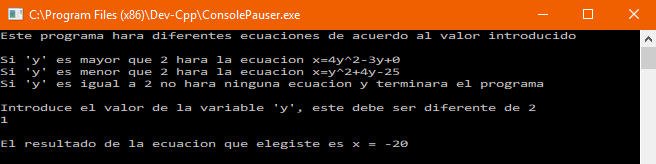 C:\Program Files (x86)\Dev-Cpp\ConsolePauser.exe
Este programa hara diferentes ecuaciones de acuerdo al valor introducido
Si 'y' es mayor que 2 hara la ecuacion x=4y^2-3y+0
Si 'y' es menor que 2 hara la ecuacion x=y^2+4y-25
Si 'y' es igual a 2 no hara ninguna ecuacion y terminara el programa
Introduce el valor de la variable 'y', este debe ser diferente de 2
1
El resultado de la ecuacion que elegiste es x = -20